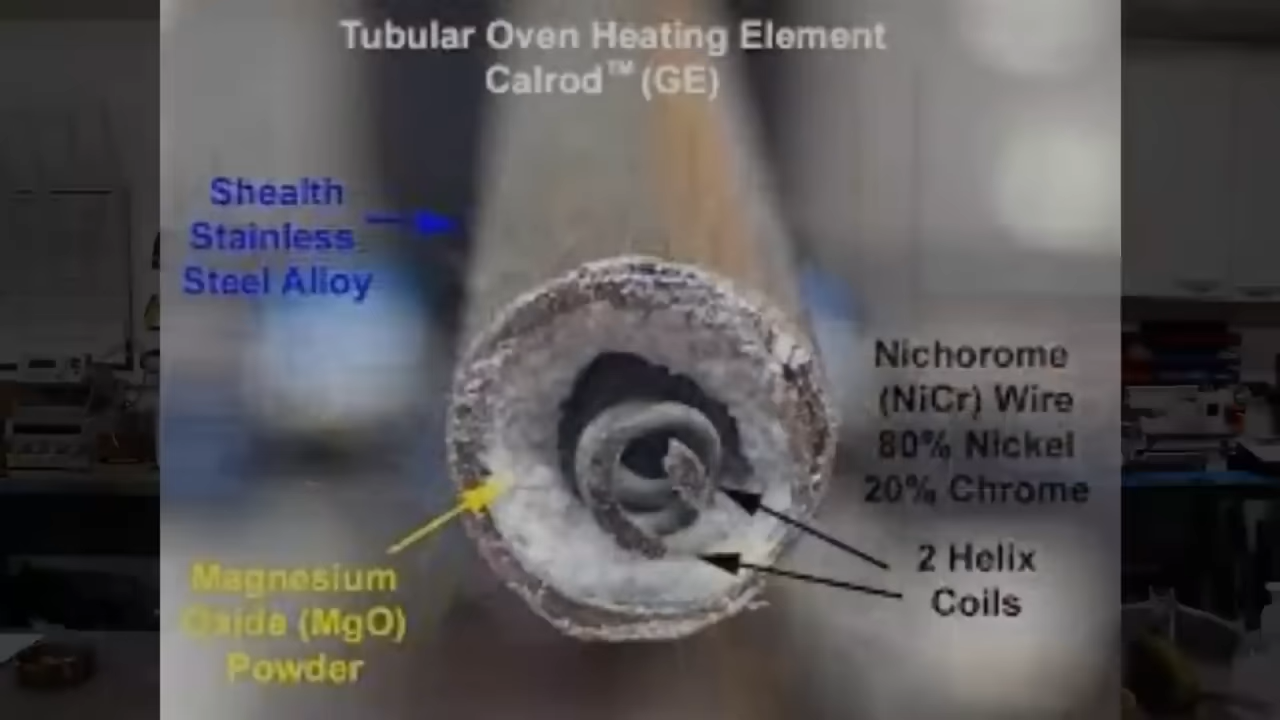 Tubular Oven Heating Element
Calrod™ (GE)
Shealth
Stainless
Steel Alloy
Nichorome
(NiCr) Wire
80% Nickel
20% Chrome
2 Helix
Coils
Magnesium
Oxide (MgO)
Powder